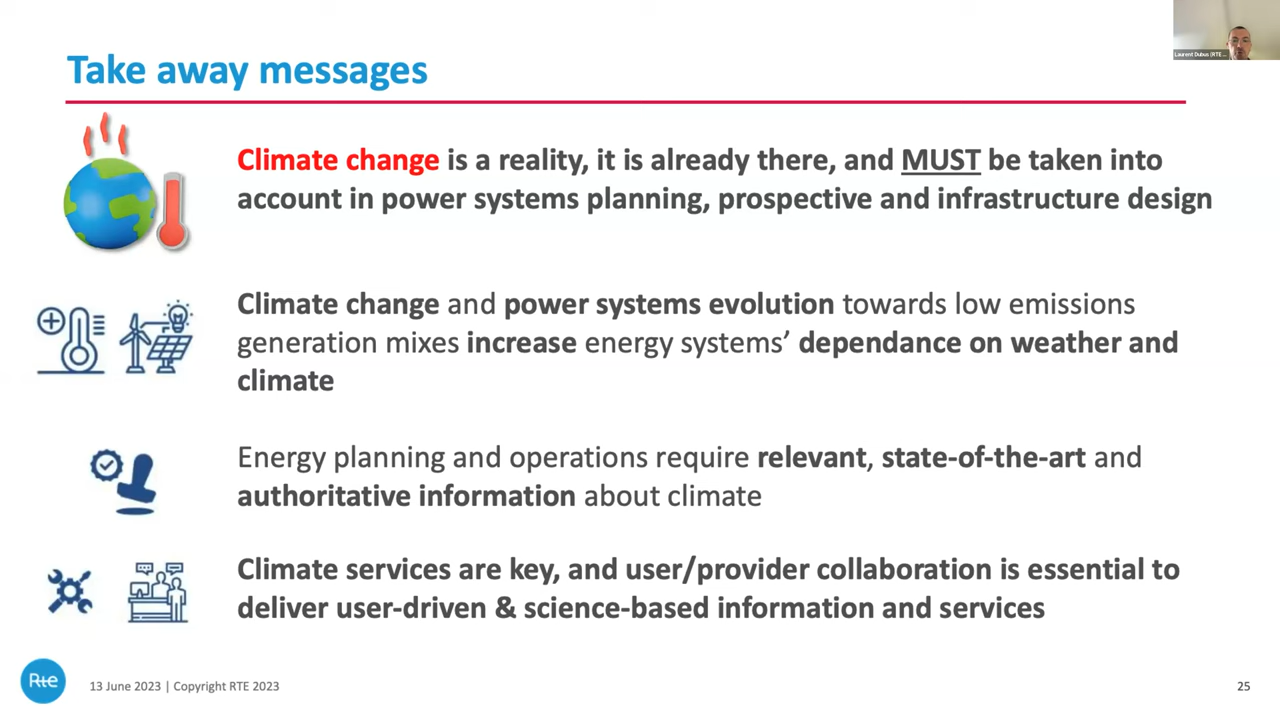 Laurent Dubus (RTE ...
Take away messages
Climate change is a reality, it is already there, and MUST be taken into
account in power systems planning, prospective and infrastructure design
Climate change and power systems evolution towards low emissions
generation mixes increase energy systems’ dependance on weather and
climate
Energy planning and operations require relevant, state-of-the-art and
authoritative information about climate
Climate services are key, and user/provider collaboration is essential to
deliver user-driven & science-based information and services
Rte
13 June 2023 | Copyright RTE 2023
25